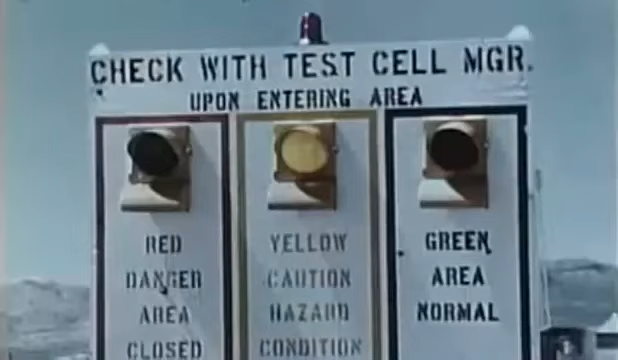 CHECK WITH TEST CELL MGR.
UPON ENTERING AREA
RED
DANGER
AREA
CLOSED
YELLOW
CAUTION
HAZARD
CONDITION
GREEN
AREA
NORMAL